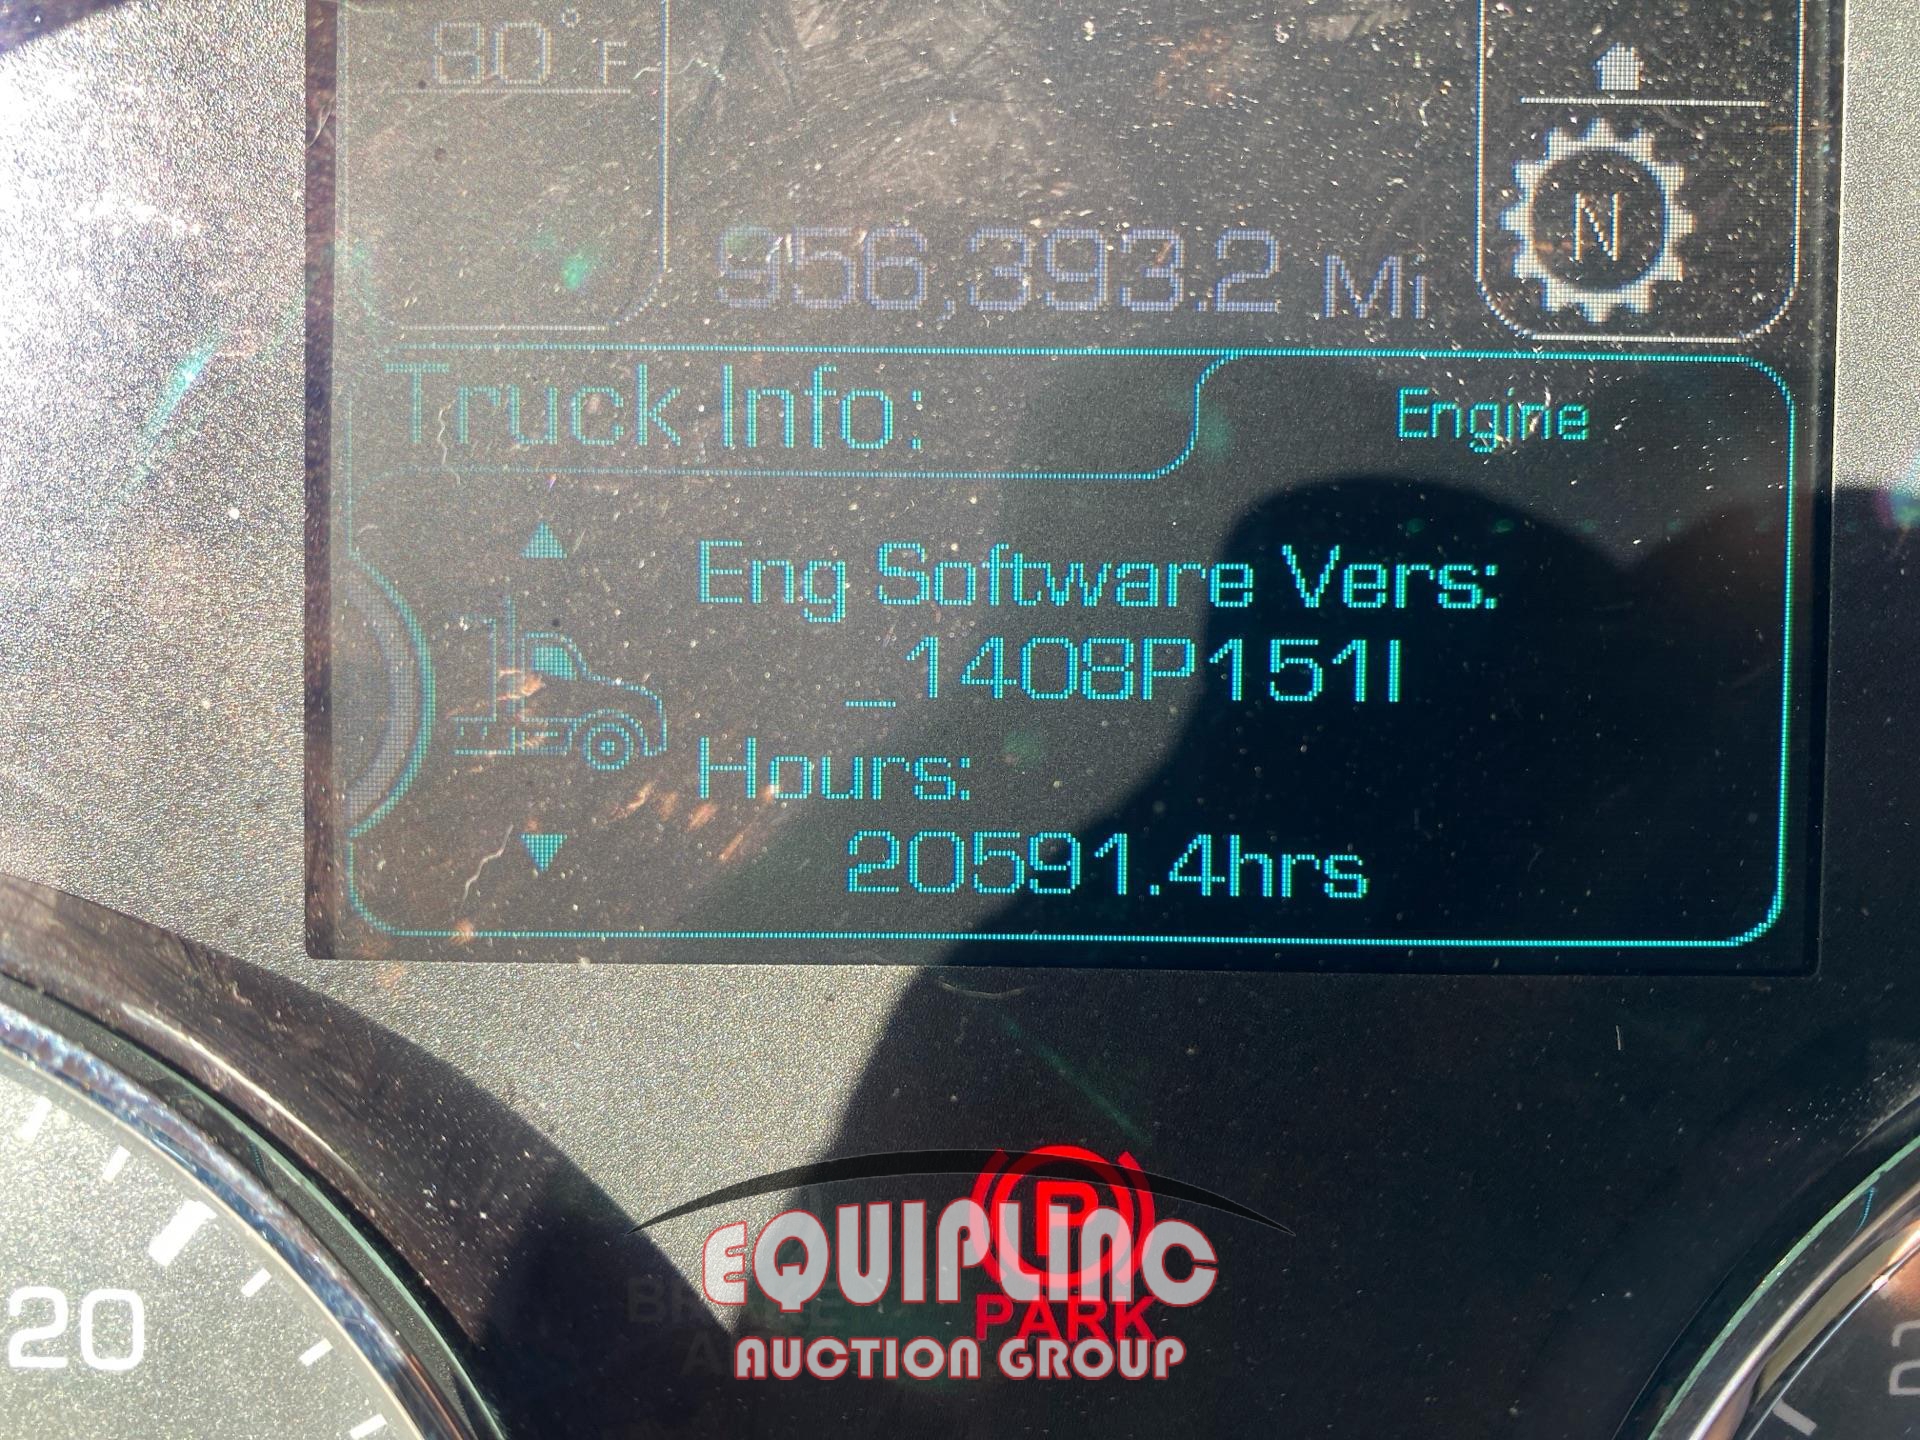 80°F
956,393.2 Mi
N
Truck Info:
Engine
Eng Software Vers:
_1408P151I
Hours:
20591.4hrs
P
PARK
EQUIPLINC
AUCTION GROUP
20